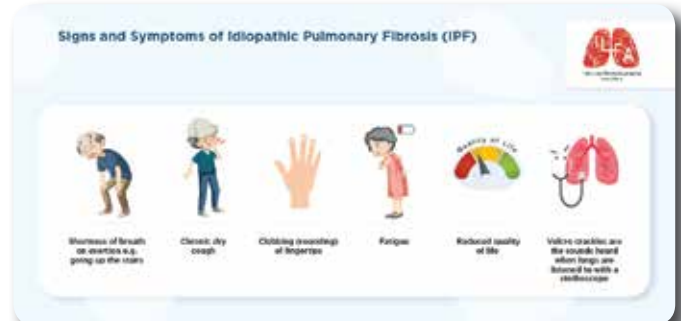 Signs and Symptoms of Idiopathic Pulmonary Fibrosis (IPF)
ILFA
Quality of Life
Shortness of breath
on exertion e.g.
going up the stairs
Chronic dry
cough
Clubbing (rounding)
of fingertips
Fatigue
Reduced quality
of life
Velcro crackles are
the sounds heard
when lungs are
listened to with a
stethoscope